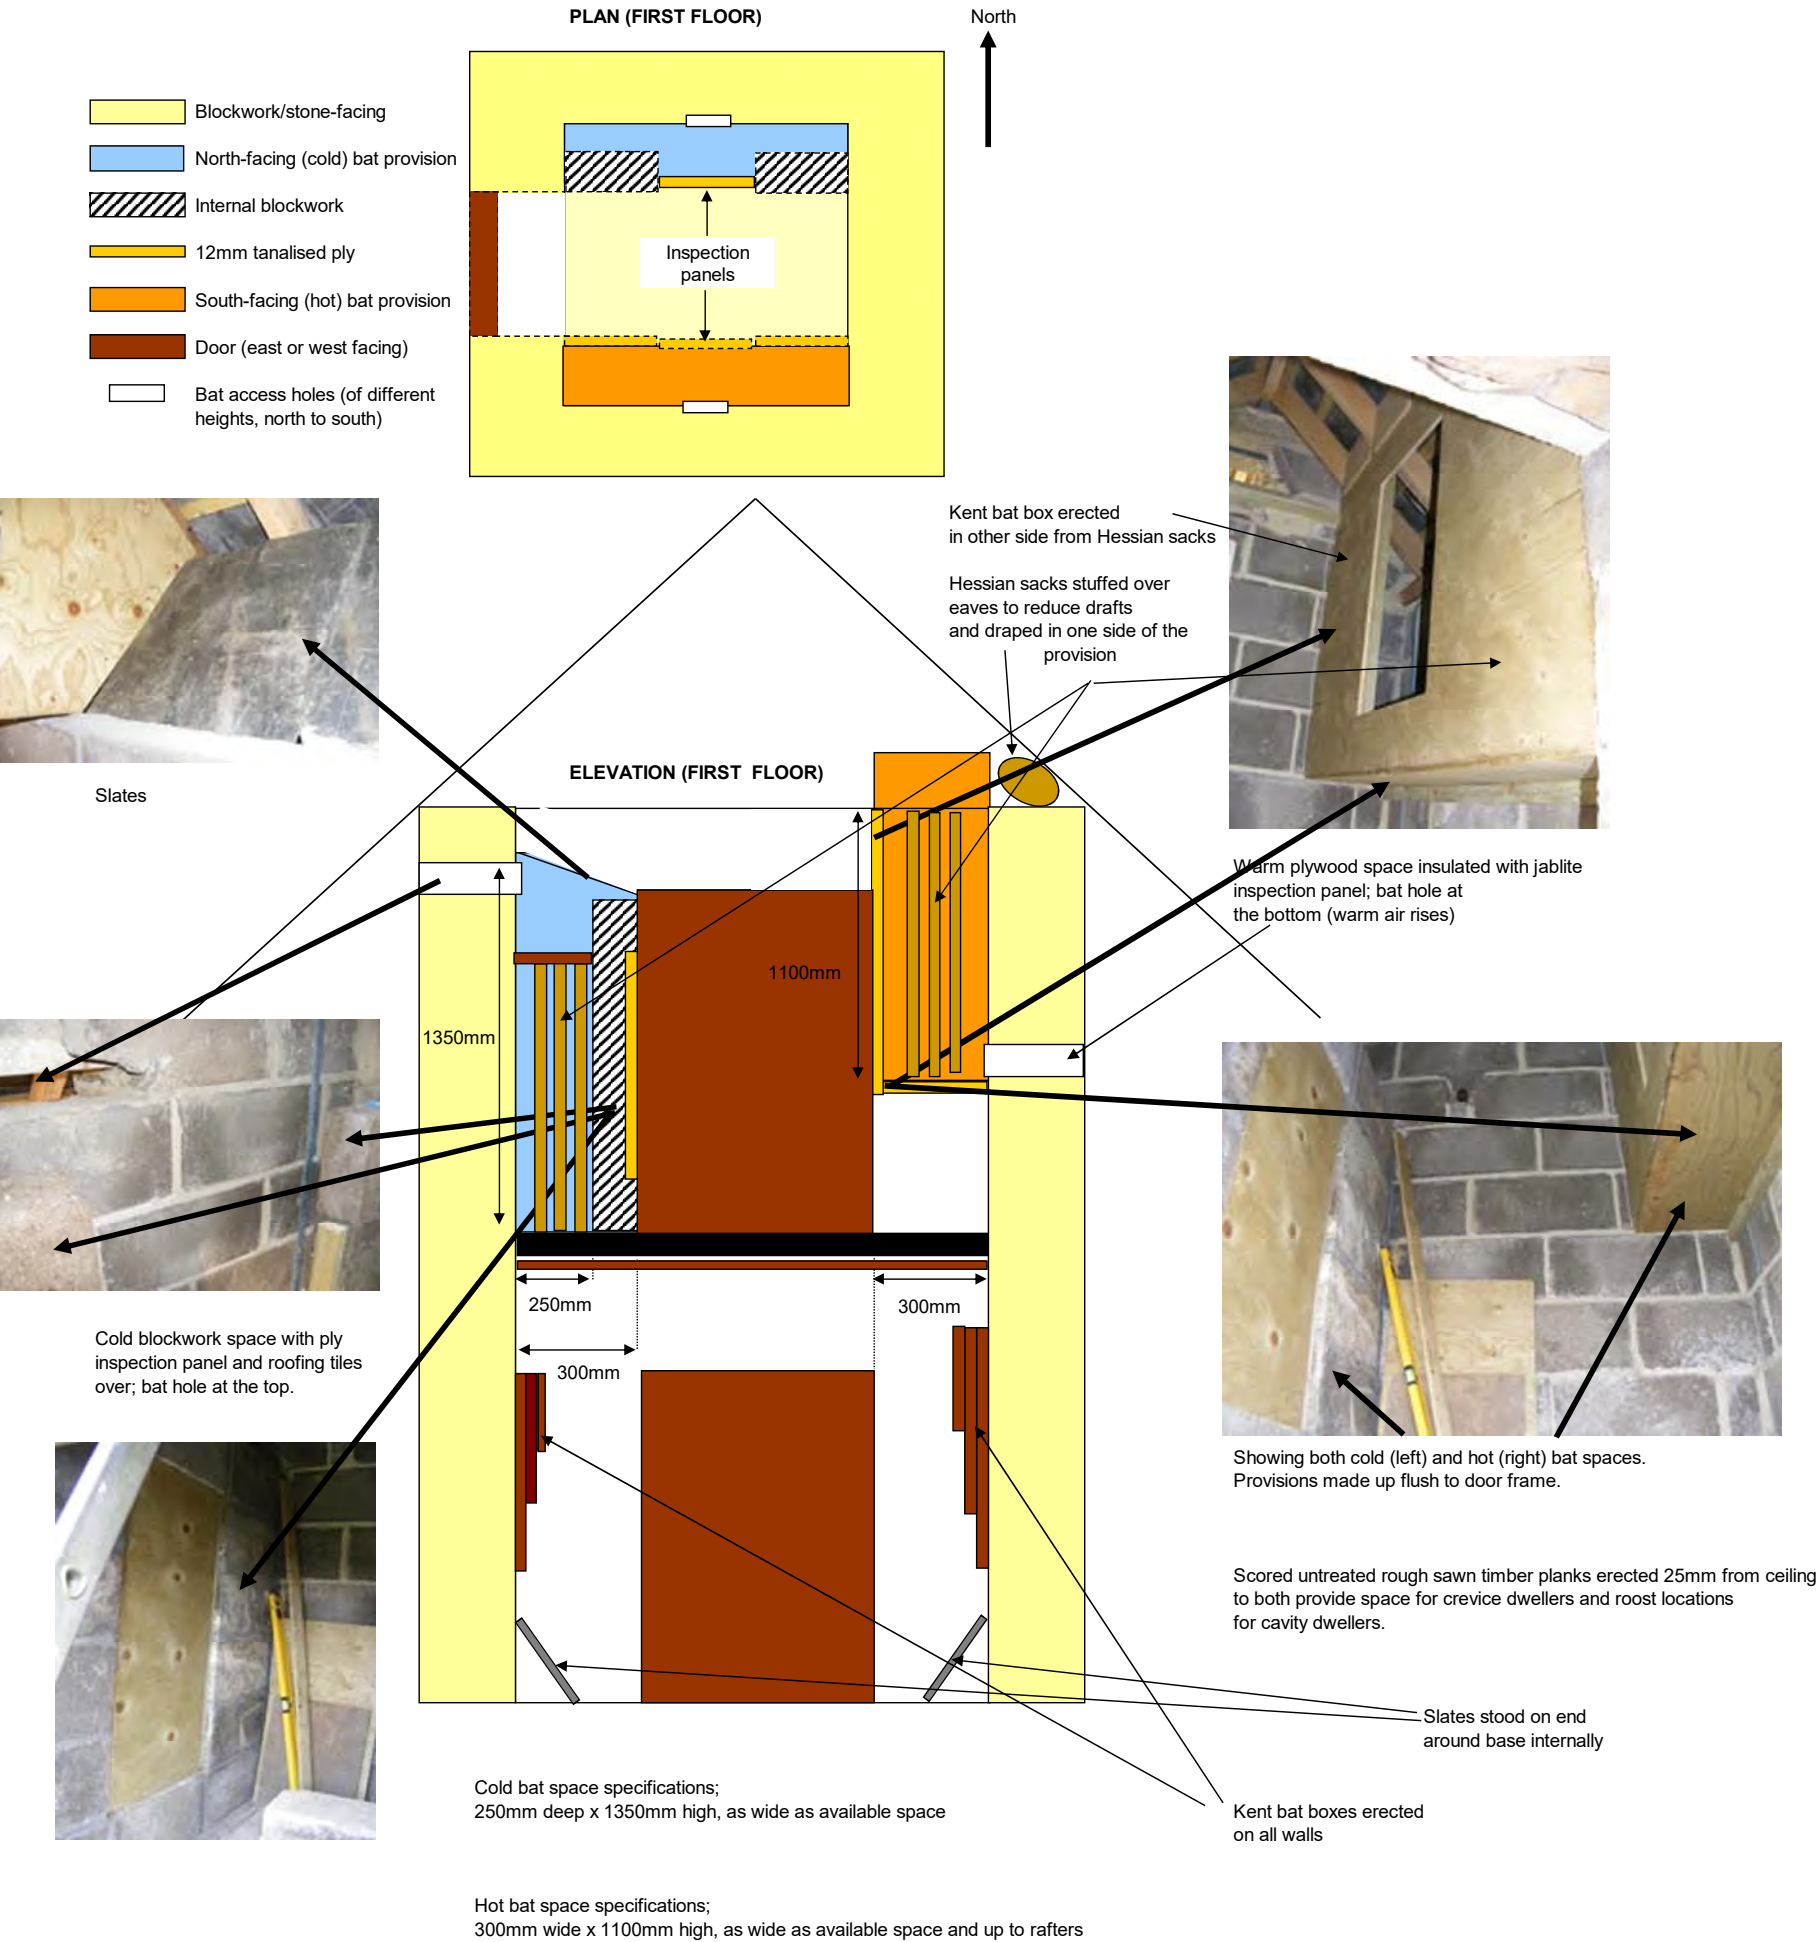 PLAN (FIRST FLOOR)
North
Blockwork/stone-facing
North-facing (cold) bat provision
Internal blockwork
12mm tanalised ply
South-facing (hot) bat provision
Door (east or west facing)
Bat access holes (of different
heights, north to south)
Inspection
panels
Kent bat box erected
in other side from Hessian sacks
Hessian sacks stuffed over
eaves to reduce drafts
and draped in one side of the
provision
ELEVATION (FIRST FLOOR)
Slates
Warm plywood space insulated with jablite
inspection panel; bat hole at
the bottom (warm air rises)
1100mm
1350mm
250mm
300mm
300mm
Cold blockwork space with ply
inspection panel and roofing tiles
over; bat hole at the top.
Showing both cold (left) and hot (right) bat spaces.
Provisions made up flush to door frame.
Scored untreated rough sawn timber planks erected 25mm from ceiling
to both provide space for crevice dwellers and roost locations
for cavity dwellers.
Slates stood on end
around base internally
Kent bat boxes erected
on all walls
Cold bat space specifications;
250mm deep x 1350mm high, as wide as available space
Hot bat space specifications;
300mm wide x 1100mm high, as wide as available space and up to rafters